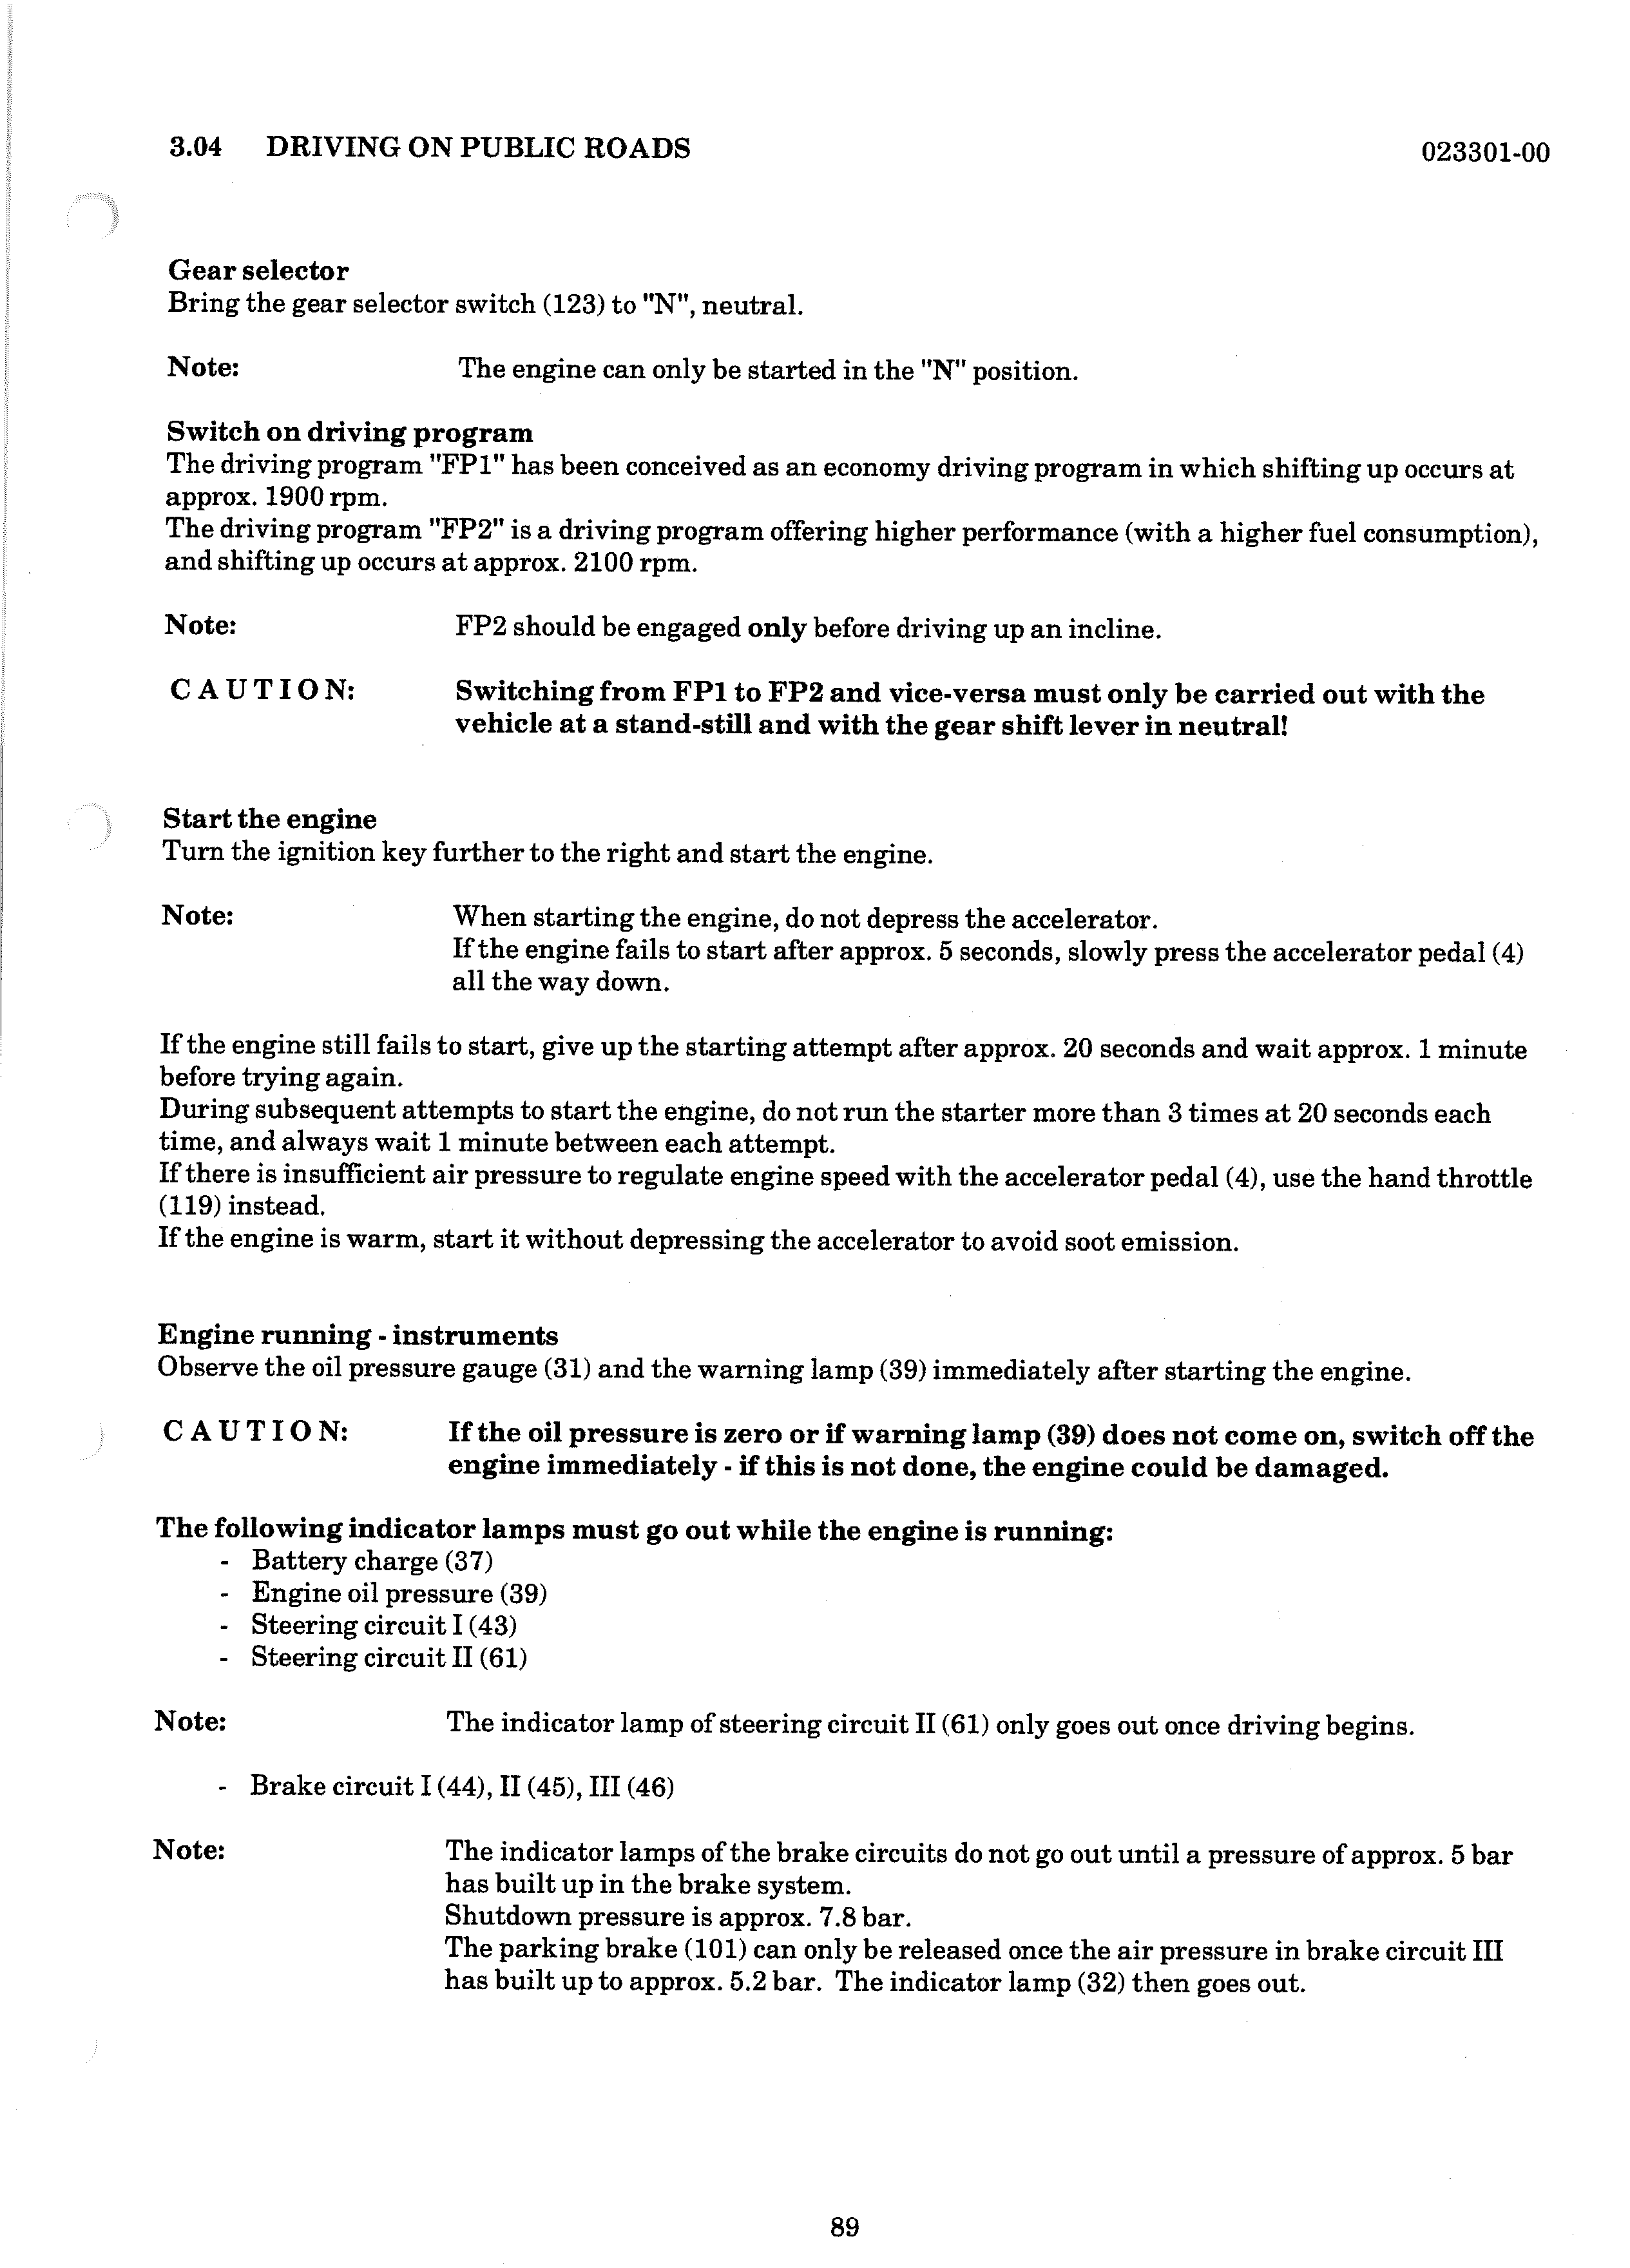 3.04 DRIVING ON PUBLIC ROADS 023301-00
Gear selector
Bring the gear selector switch (123) to "N", neutral.
Note: The engine can only be started in the "N" position.
Switch on driving program
The driving program "FP1" has been conceived as an economy driving program in which shifting up occurs at
approx. 1900 rpm.
The driving program "FP2" is a driving program offering higher performance (with a higher fuel consumption),
and shifting up occurs at approx. 2100 rpm.
Note: FP2 should be engaged only before driving up an incline.
CAUTION: Switching from FP1 to FP2 and vice-versa must only be carried out with the
vehicle at a stand-still and with the gear shift lever in neutral!
Start the engine
Turn the ignition key further to the right and start the engine.
Note: When starting the engine, do not depress the accelerator.
If the engine fails to start after approx. 5 seconds, slowly press the accelerator pedal (4)
all the way down.
If the engine still fails to start, give up the starting attempt after approx. 20 seconds and wait approx. 1 minute
before trying again.
During subsequent attempts to start the engine, do not run the starter more than 3 times at 20 seconds each
time, and always wait 1 minute between each attempt.
If there is insufficient air pressure to regulate engine speed with the accelerator pedal (4), use the hand throttle
(119) instead.
If the engine is warm, start it without depressing the accelerator to avoid soot emission.
Engine running - instruments
Observe the oil pressure gauge (31) and the warning lamp (39) immediately after starting the engine.
CAUTION: If the oil pressure is zero or if warning lamp (39) does not come on, switch off the
engine immediately - if this is not done, the engine could be damaged.
The following indicator lamps must go out while the engine is running:
- Battery charge (37)
- Engine oil pressure (39)
- Steering circuit I (43)
- Steering circuit II (61)
Note: The indicator lamp of steering circuit II (61) only goes out once driving begins.
- Brake circuit I (44), II (45), III (46)
Note: The indicator lamps of the brake circuits do not go out until a pressure of approx. 5 bar
has built up in the brake system.
Shutdown pressure is approx. 7.8 bar.
The parking brake (101) can only be released once the air pressure in brake circuit III
has built up to approx. 5.2 bar. The indicator lamp (32) then goes out.
89